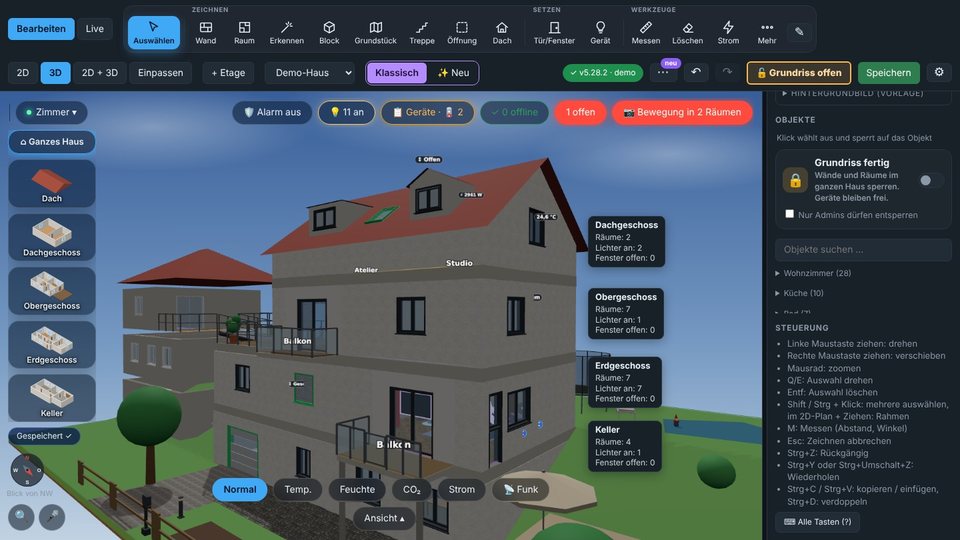 ZEICHNEN
SETZEN
WERKZEUGE
Bearbeiten
Live
Auswählen
Wand
Raum
Erkennen
Block
Grundstück
Treppe
Öffnung
Dach
Tür/Fenster
Gerät
Messen
Löschen
Strom
Mehr
2D
3D
2D + 3D
Einpassen
+ Etage
Demo-Haus
Klassisch
✨ Neu
✓ v5.28.2 · demo
neu
Grundriss offen
Speichern
Zimmer ▾
Alarm aus
11 an
Geräte · 2
✓ 0 offline
1 offen
Bewegung in 2 Räumen
⌂ Ganzes Haus
Dach
Dachgeschoss
Obergeschoss
Erdgeschoss
Keller
Gespeichert ✓
W
O
S
Blick von NW
Offen
2981 W
24,6 °C
Atelier
Studio
Balkon
Balkon
Dachgeschoss
Räume: 2
Lichter an: 2
Fenster offen: 0
Obergeschoss
Räume: 7
Lichter an: 1
Fenster offen: 0
Erdgeschoss
Räume: 7
Lichter an: 7
Fenster offen: 0
Keller
Räume: 4
Lichter an: 1
Fenster offen: 0
Normal
Temp.
Feuchte
CO₂
Strom
Funk
Ansicht ▴
HINTERGRUNDBILD (VORLAGE)
OBJEKTE
Klick wählt aus und sperrt auf das Objekt
Grundriss fertig
Wände und Räume im
ganzen Haus sperren.
Geräte bleiben frei.
Nur Admins dürfen entsperren
Objekte suchen ...
Wohnzimmer (28)
Küche (10)
STEUERUNG
• Linke Maustaste ziehen: drehen
• Rechte Maustaste ziehen: verschieben
• Mausrad: zoomen
• Q/E: Auswahl drehen
• Entf: Auswahl löschen
• Shift / Strg + Klick: mehrere auswählen,
im 2D-Plan + Ziehen: Rahmen
• M: Messen (Abstand, Winkel)
• Esc: Zeichnen abbrechen
• Strg+Z: Rückgängig
• Strg+Y oder Strg+Umschalt+Z:
Wiederholen
• Strg+C / Strg+V: kopieren / einfügen,
Strg+D: verdoppeln
Alle Tasten (?)